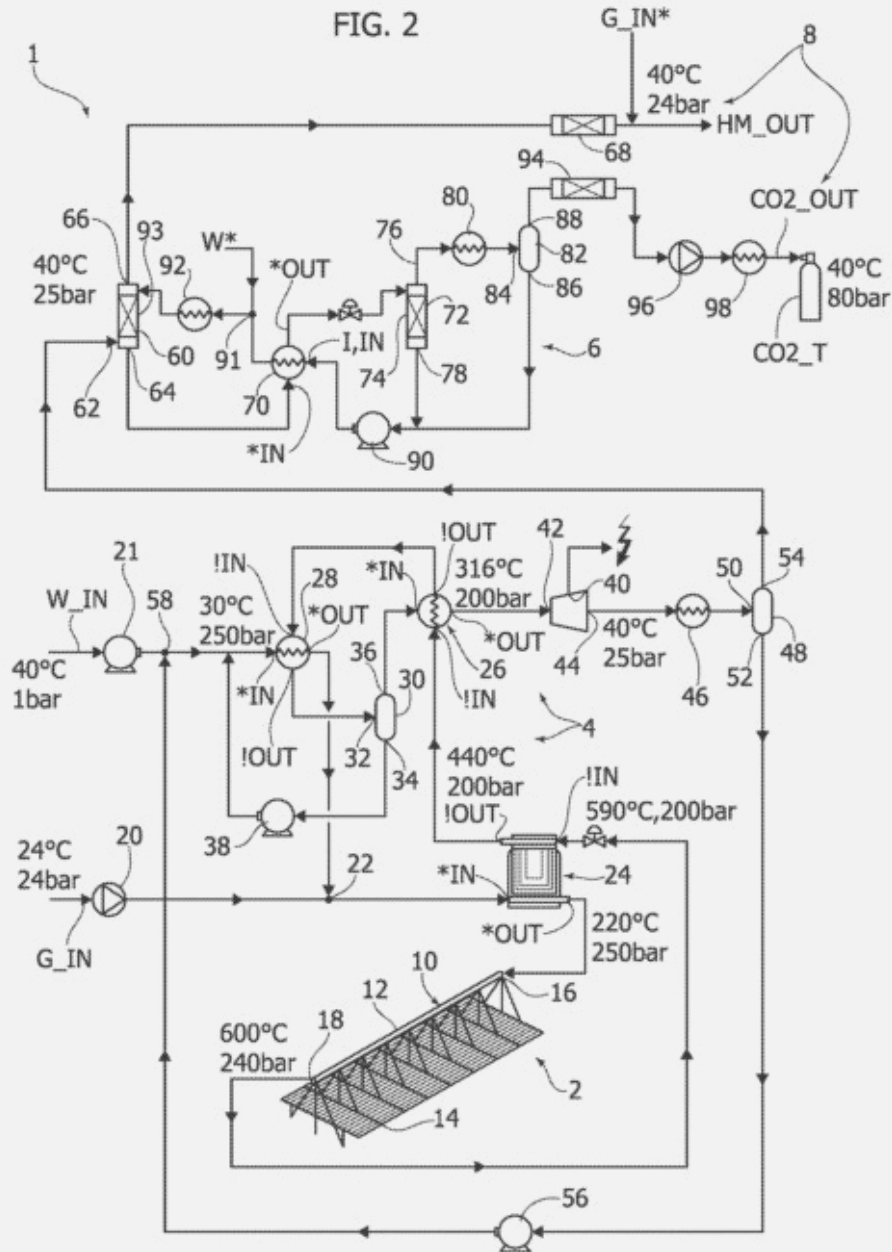 FIG. 2
G_IN*
8
1
40°C
24bar
HM_OUT
68
94
CO2_OUT
80
88
82
84
86
76
66
93
W*
92
*OUT
40°C
25bar
72
96
98
40°C
80bar
CO2_T
I,IN
6
60
91
74
78
62
64
70
*IN
90
!OUT
42
21
!IN
28
*IN
316°C
200bar
40
50
54
W_IN
58
30°C
250bar
*OUT
*OUT
44
40°C
25bar
48
36
30
26
46
52
40°C
1bar
*IN
!IN
!OUT
32
34
4
440°C
200bar
!IN
38
!OUT
590°C,200bar
24°C
24bar
20
22
*IN
24
G_IN
*OUT
220°C
250bar
10
12
16
600°C
240bar
18
2
14
56